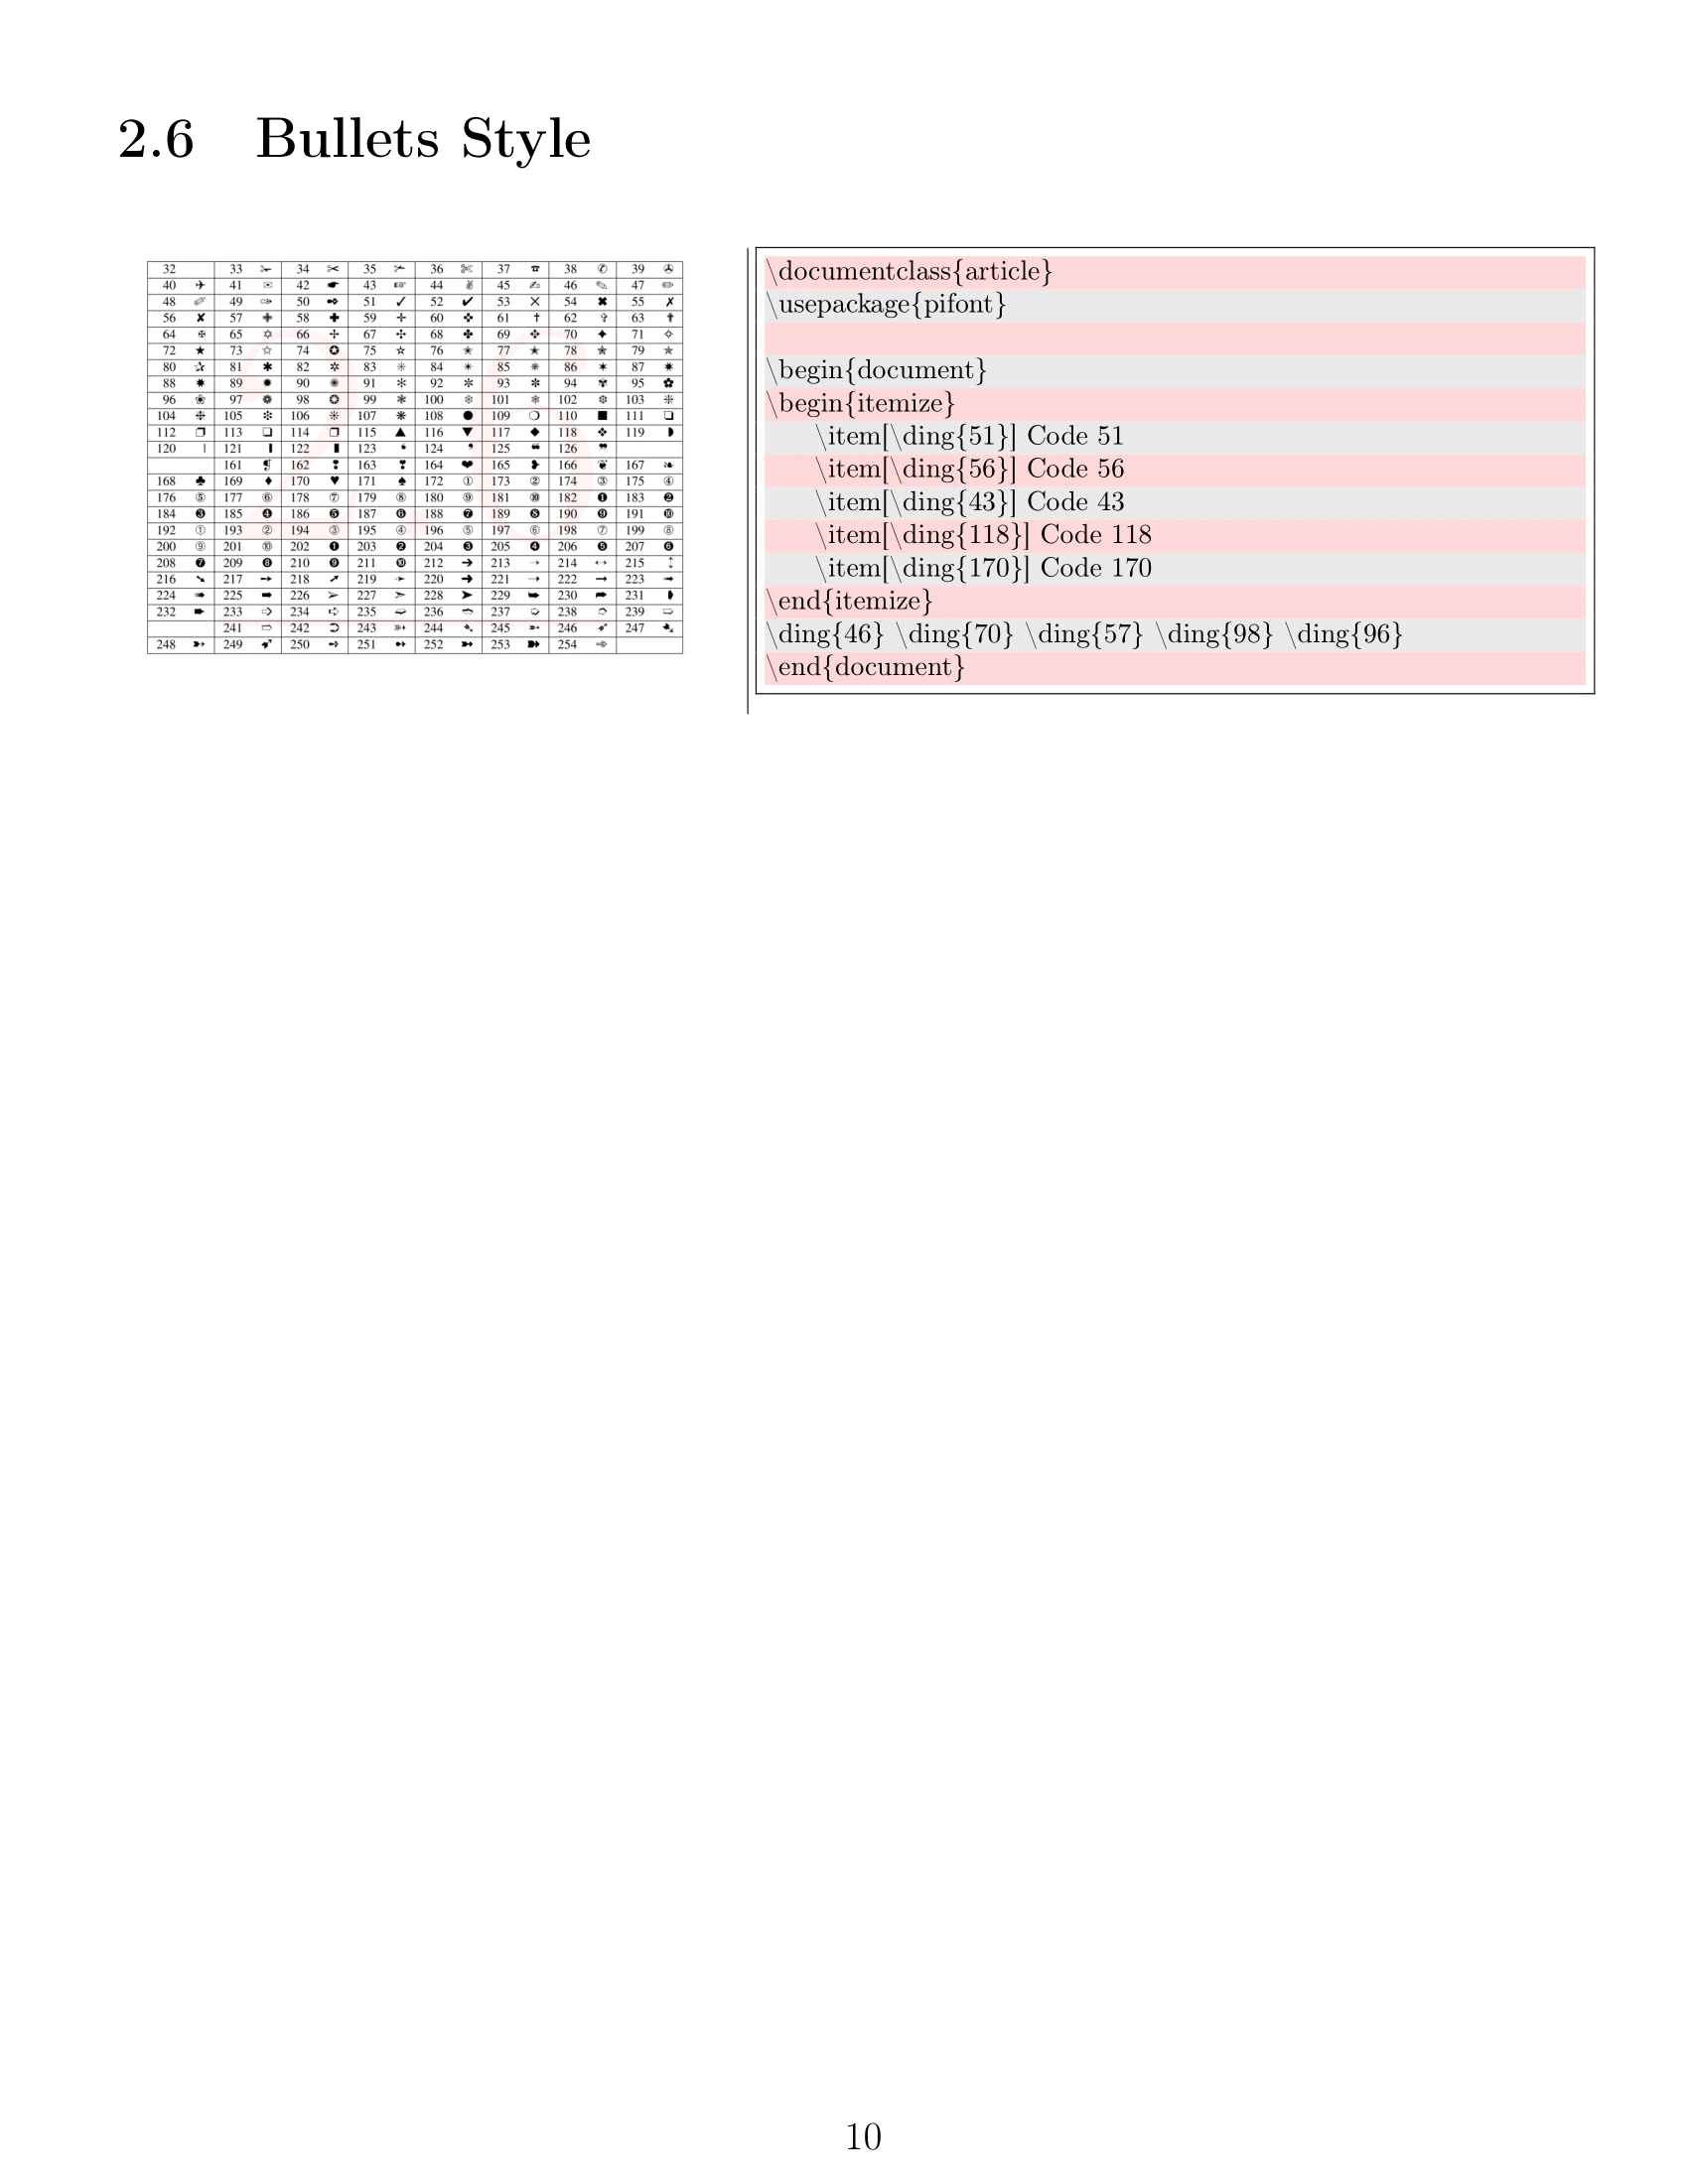 2.6 Bullets Style
32 33 ✁ 34 ✂ 35 ✃ 36 ✄ 37 ☎ 38 ✆ 39 ✇
40 ✈ 41 ✉ 42 ☛ 43 ☞ 44 ✌ 45 ✍ 46 ✎ 47 ✏
48 ✐ 49 ✑ 50 ✒ 51 ✓ 52 ✔ 53 ✕ 54 ✖ 55 ✗
56 ✘ 57 ✙ 58 ✚ 59 ✛ 60 ✜ 61 ✝ 62 ✞ 63 ✟
64 ✠ 65 ✡ 66 ✢ 67 ✣ 68 ✤ 69 ✥ 70 ✦ 71 ✧
72 ★ 73 ✩ 74 ✪ 75 ✫ 76 ✬ 77 ✭ 78 ✮ 79 ✯
80 ✰ 81 ✱ 82 ✲ 83 ✳ 84 ✴ 85 ✵ 86 ✶ 87 ✷
88 ✸ 89 ✹ 90 ✺ 91 ✻ 92 ✼ 93 ✽ 94 ✾ 95 ✿
96 ❀ 97 ❁ 98 ❂ 99 ❃ 100 ❄ 101 ❅ 102 ❆ 103 ❇
104 ❈ 105 ❉ 106 ❊ 107 ❋ 108 ● 109 ❍ 110 ■ 111 ❏
112 ❐ 113 ❑ 114 ❒ 115 ▲ 116 ▼ 117 ◆ 118 ❖ 119 ◗
120 ❘ 121 ❙ 122 ❚ 123 ❛ 124 ❜ 125 ❝ 126 ❞
161 ❡ 162 ❢ 163 ❣ 164 ❤ 165 ❥ 166 ❦ 167 ❧
168 ♣ 169 ♦ 170 ♥ 171 ♠ 172 ① 173 ② 174 ③ 175 ④
176 ⑤ 177 ⑥ 178 ⑦ 179 ⑧ 180 ⑨ 181 ⑩ 182 ❶ 183 ❷
184 ❸ 185 ❹ 186 ❺ 187 ❻ 188 ❼ 189 ❽ 190 ❾ 191 ❿
192 ➀ 193 ➁ 194 ➂ 195 ➃ 196 ➄ 197 ➅ 198 ➆ 199 ➇
200 ➈ 201 ➉ 202 ➊ 203 ➋ 204 ➌ 205 ➍ 206 ➎ 207 ➏
208 ➐ 209 ➑ 210 ➒ 211 ➓ 212 ➔ 213 → 214 ↔ 215 ↕
216 ➘ 217 ➙ 218 ➚ 219 ➛ 220 ➜ 221 ➝ 222 ➞ 223 ➟
224 ➠ 225 ➡ 226 ➢ 227 ➣ 228 ➤ 229 ➥ 230 ➦ 231 ➧
232 ➨ 233 ➩ 234 ➪ 235 ➫ 236 ➬ 237 ➭ 238 ➮ 239 ➯
241 ➱ 242 ➲ 243 ➳ 244 ➴ 245 ➵ 246 ➶ 247 ➷
248 ➸ 249 ➹ 250 ➺ 251 ➻ 252 ➼ 253 ➽ 254 ➾
\documentclass{article}
\usepackage{pifont}
\begin{document}
\begin{itemize}
\item[\ding{51}] Code 51
\item[\ding{56}] Code 56
\item[\ding{43}] Code 43
\item[\ding{118}] Code 118
\item[\ding{170}] Code 170
\end{itemize}
\ding{46} \ding{70} \ding{57} \ding{98} \ding{96}
\end{document}
10